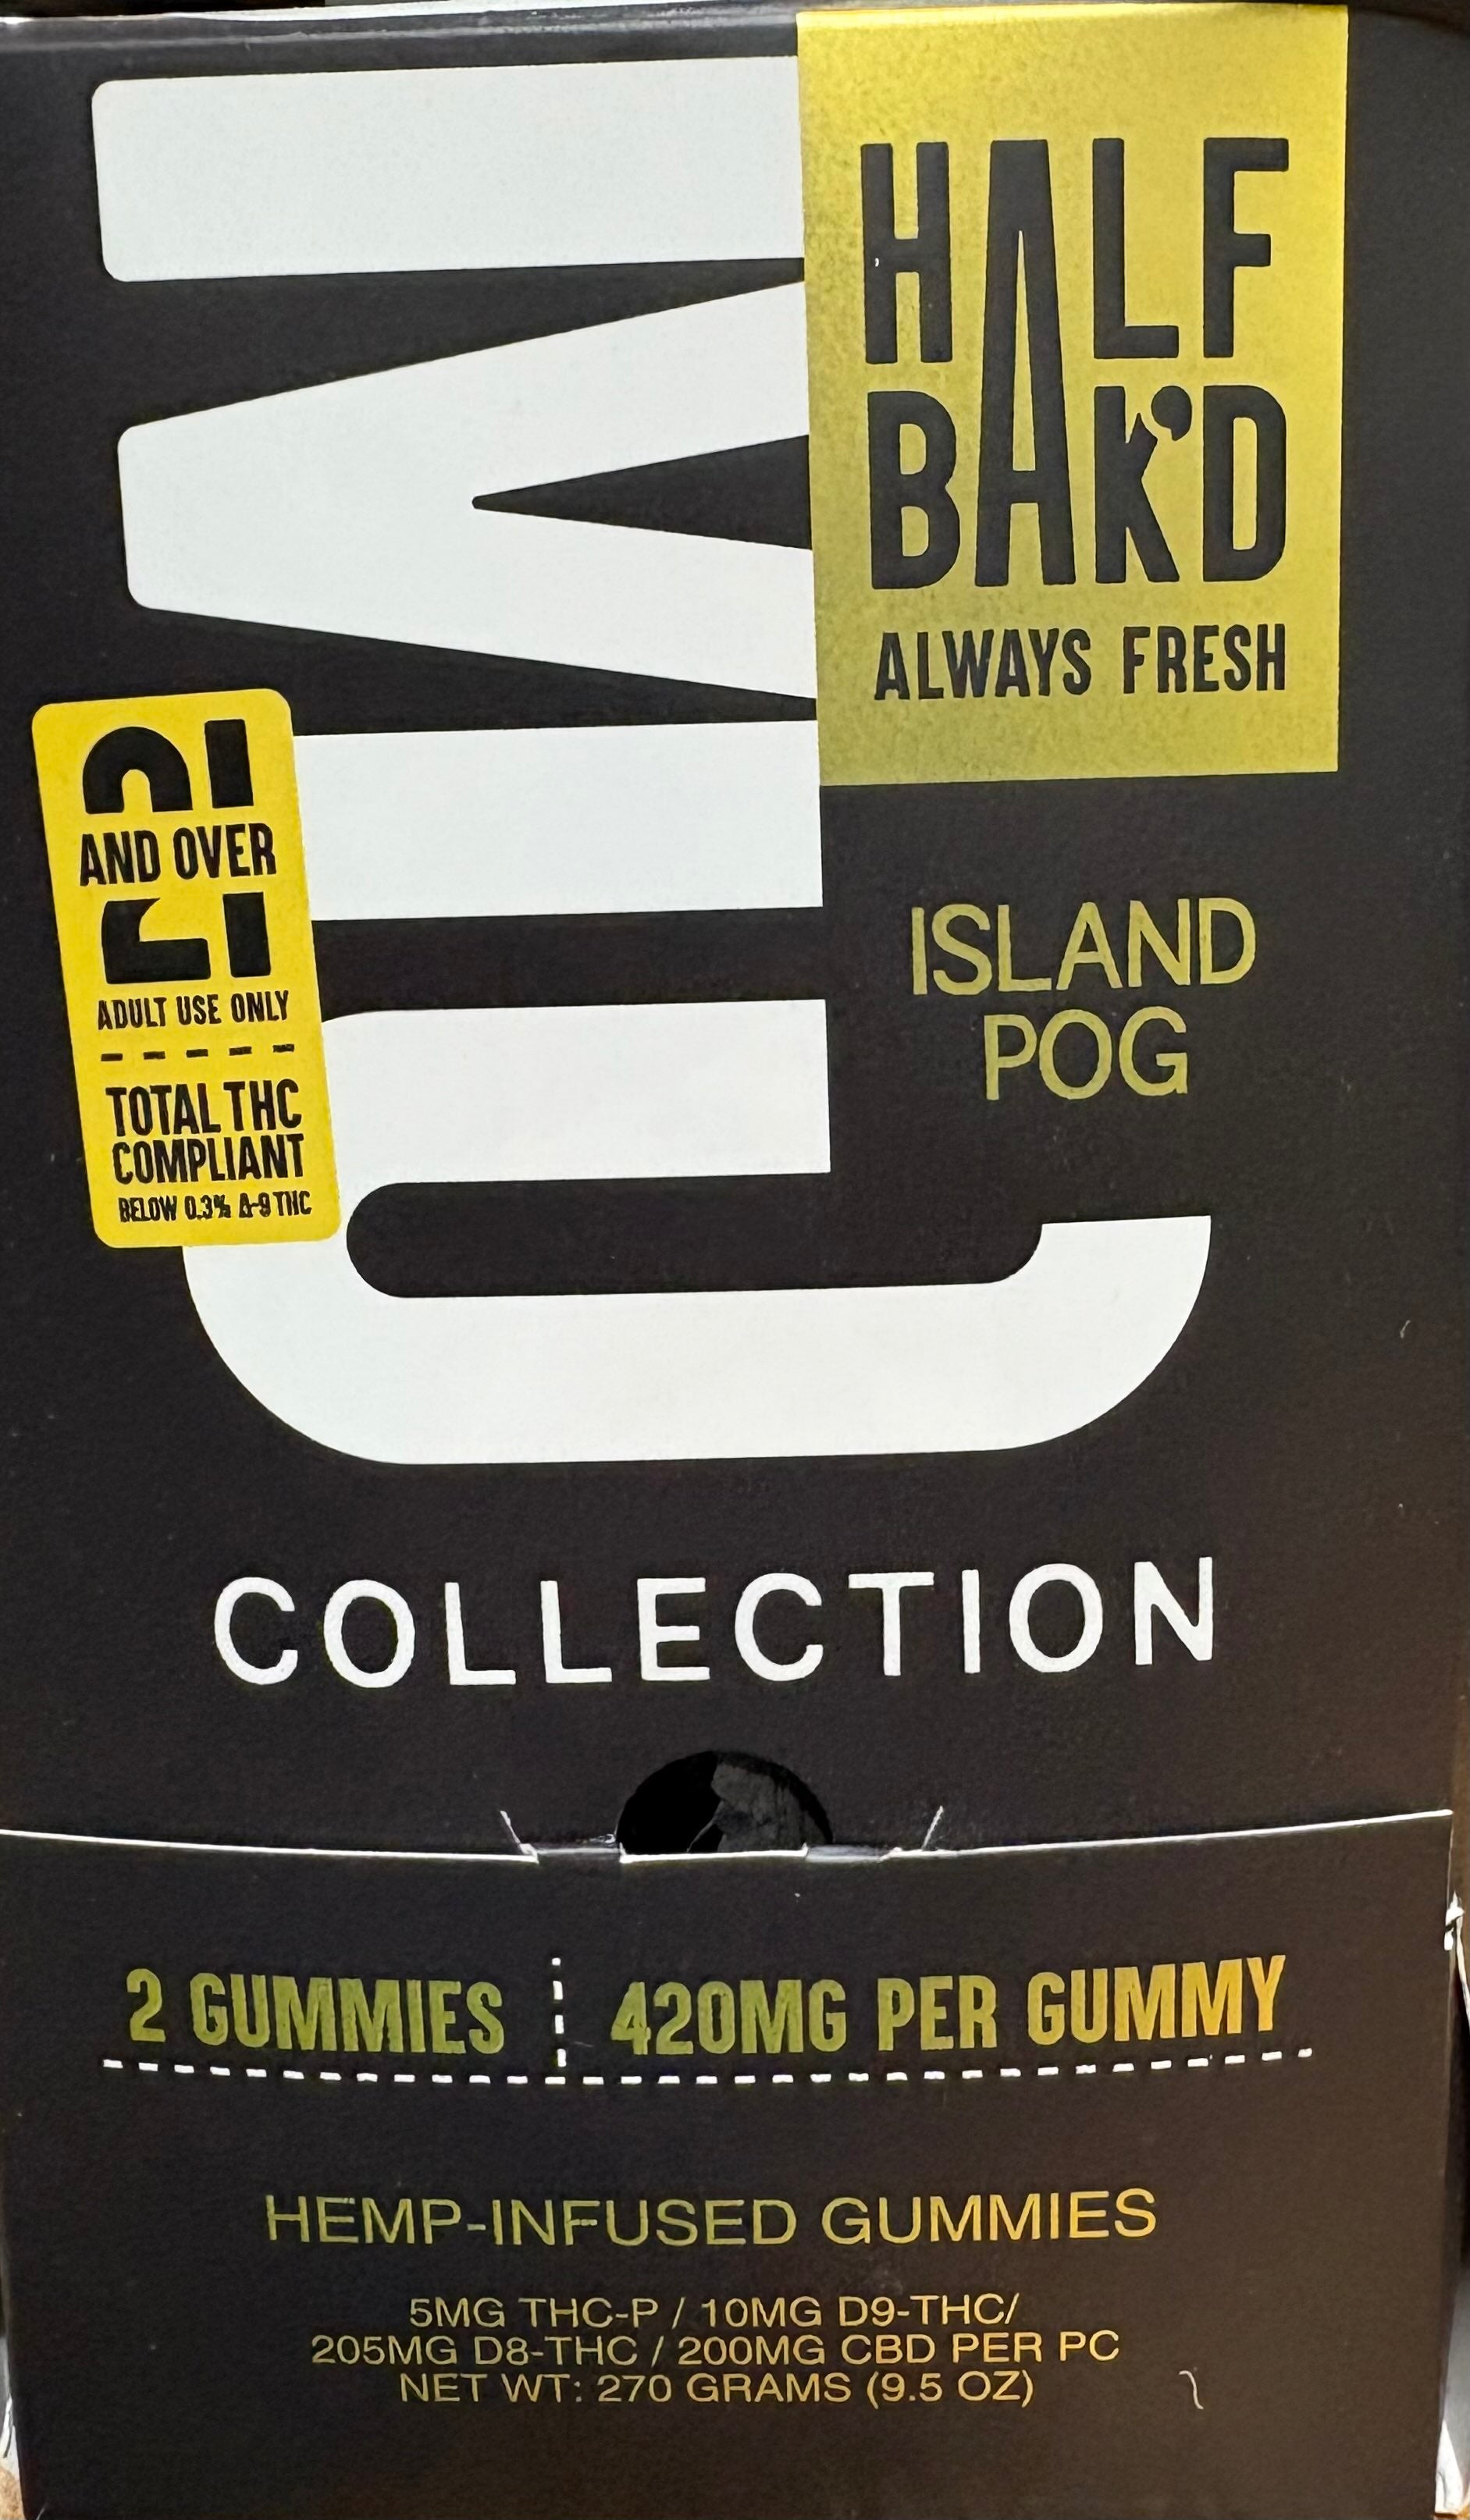 HALF
BAK'D
ALWAYS FRESH
21
AND OVER
21
ADULT USE ONLY
TOTAL THC
COMPLIANT
BELOW 0.3% Δ-9 THC
ISLAND
POG
COLLECTION
2 GUMMIES 420MG PER GUMMY
HEMP-INFUSED GUMMIES
5MG THC-P / 10MG D9-THC/
205MG D8-THC / 200MG CBD PER PC
NET WT: 270 GRAMS (9.5 OZ)